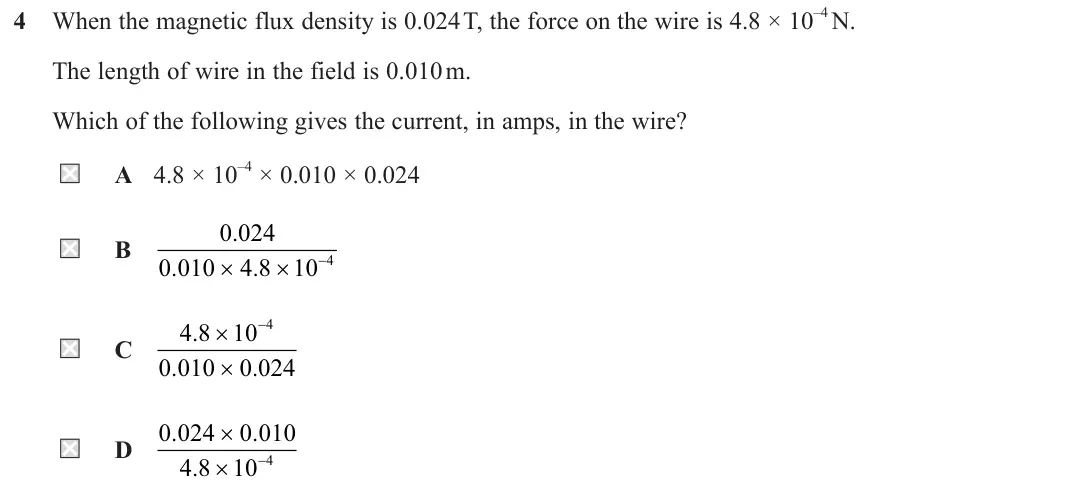 4 When the magnetic flux density is 0.024 T, the force on the wire is 4.8 × 10⁻⁴ N.
The length of wire in the field is 0.010 m.
Which of the following gives the current, in amps, in the wire?
A 4.8 × 10⁻⁴ × 0.010 × 0.024
0.024
B
0.010 × 4.8 × 10⁻⁴
4.8 × 10⁻⁴
C
0.010 × 0.024
0.024 × 0.010
D
4.8 × 10⁻⁴